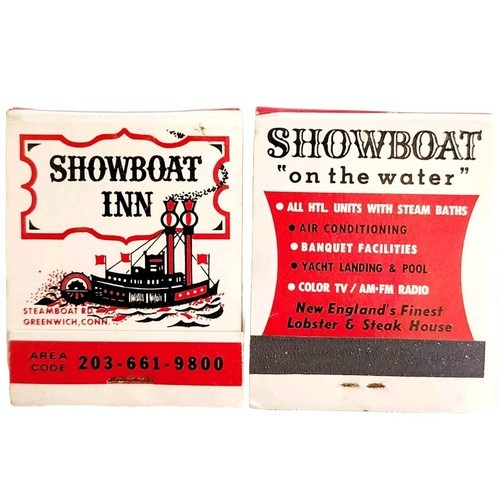 SHOWBOAT
INN
STEAMBOAT RD.
GREENWICH, CONN.
AREA
CODE 203-661-9800
SHOWBOAT
"on the water"
• ALL HTL. UNITS WITH STEAM BATHS
• AIR CONDITIONING
• BANQUET FACILITIES
• YACHT LANDING & POOL
• COLOR TV / AM-FM RADIO
New England's Finest
Lobster & Steak House